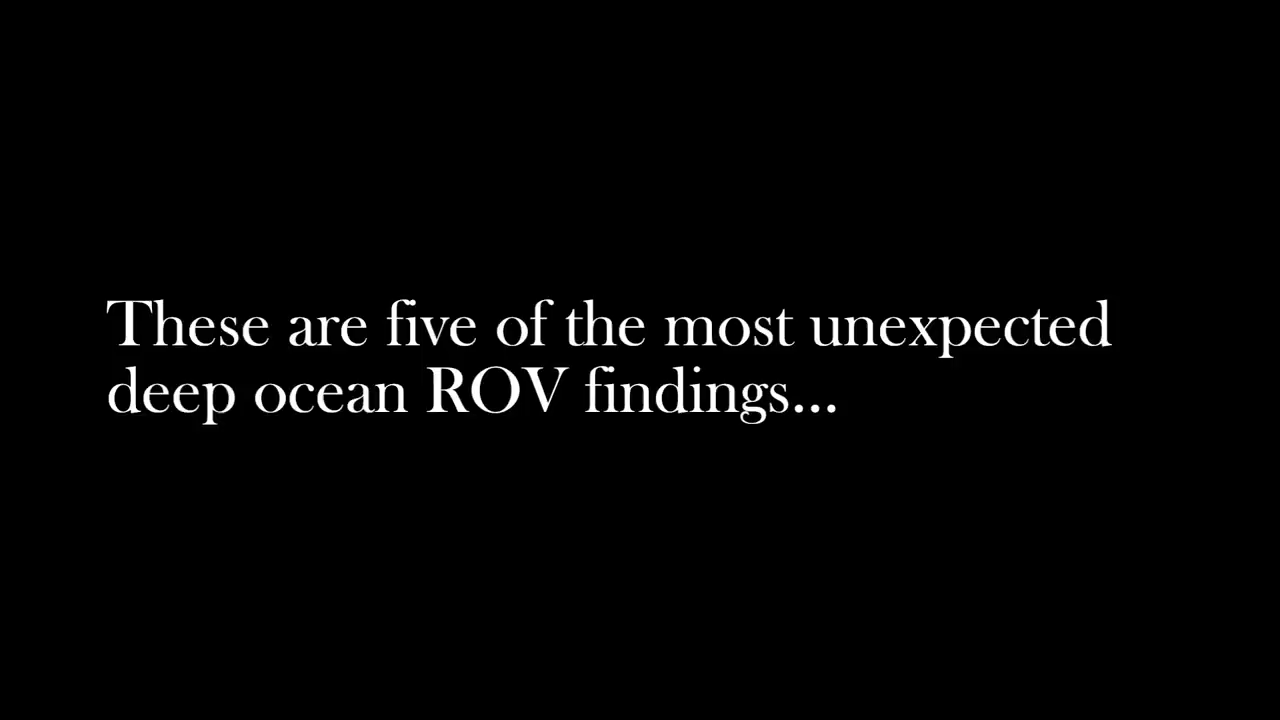 These are five of the most unexpected
deep ocean ROV findings...